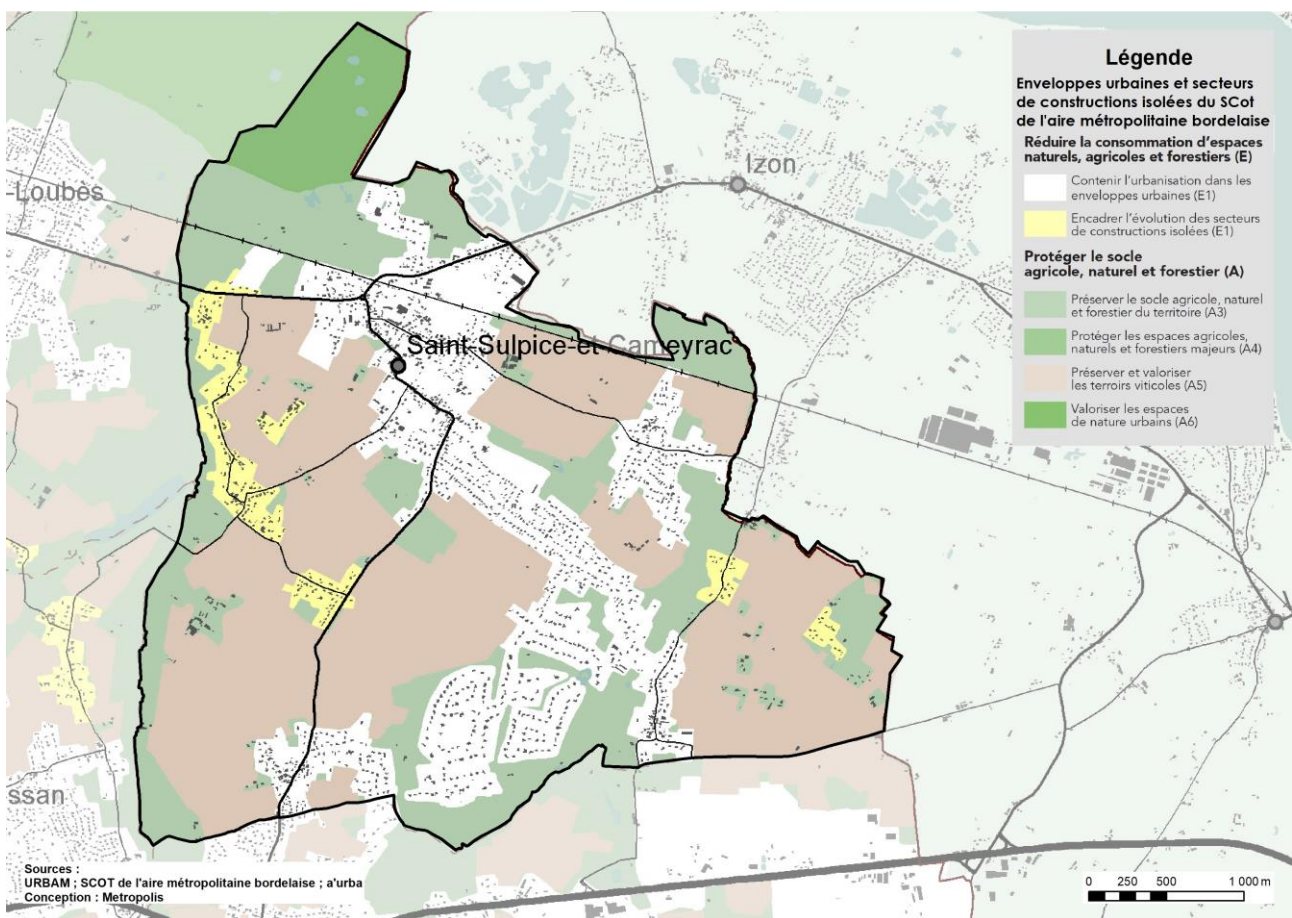 Légende
Enveloppes urbaines et secteurs
de constructions isolées du SCot
de l'aire métropolitaine bordelaise
Réduire la consommation d'espaces
naturels, agricoles et forestiers (E)
Contenir l'urbanisation dans les
enveloppes urbaines (E1)
Encadrer l'évolution des secteurs
de constructions isolées (E1)
Protéger le socle
agricole, naturel et forestier (A)
Préserver le socle agricole, naturel
et forestier du territoire (A3)
Protéger les espaces agricoles,
naturels et forestiers majeurs (A4)
Préserver et valoriser
les terroirs viticoles (A5)
Valoriser les espaces
de nature urbains (A6)
Izon
-Loubès
Saint-Sulpice-et Cameyrac
ssan
Sources :
URBAM ; SCOT de l'aire métropolitaine bordelaise ; a'urba
Conception : Metropolis
0 250 500 1 000 m